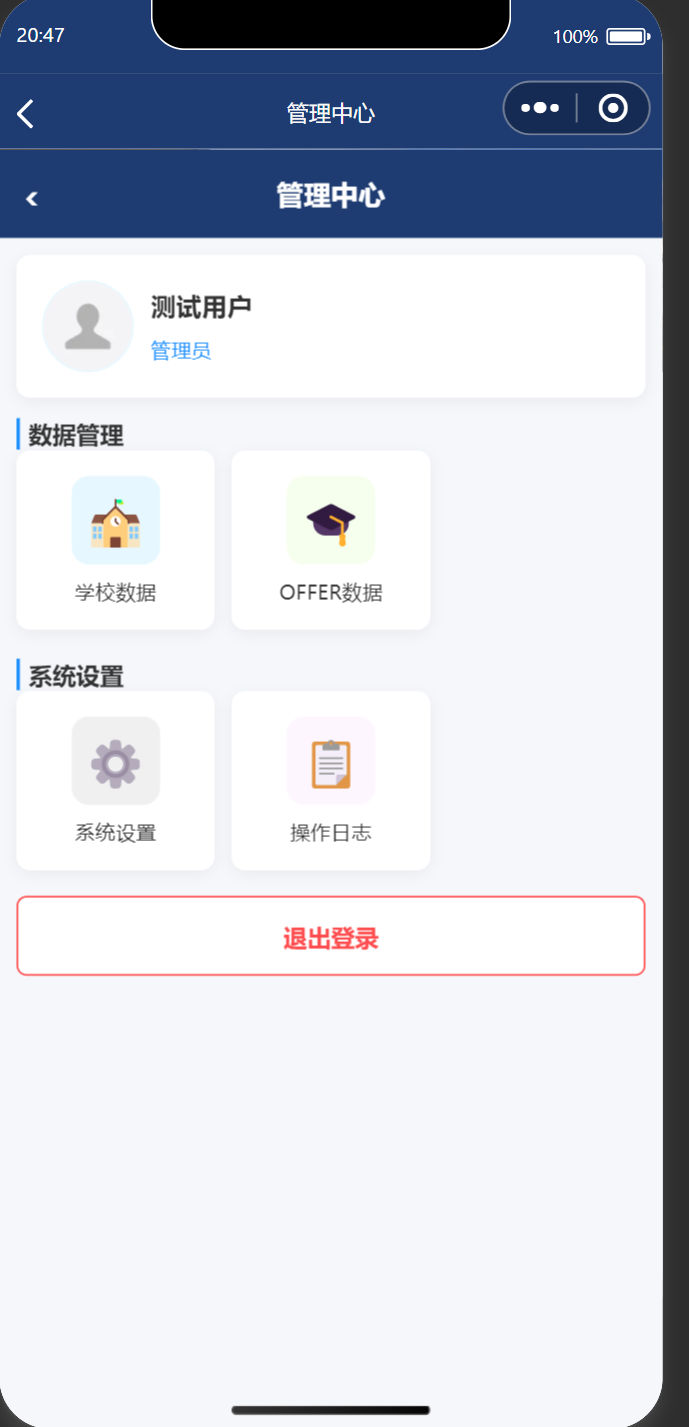 20:47
100%
管理中心
管理中心
测试用户
管理员
数据管理
学校数据
OFFER数据
系统设置
系统设置
操作日志
退出登录